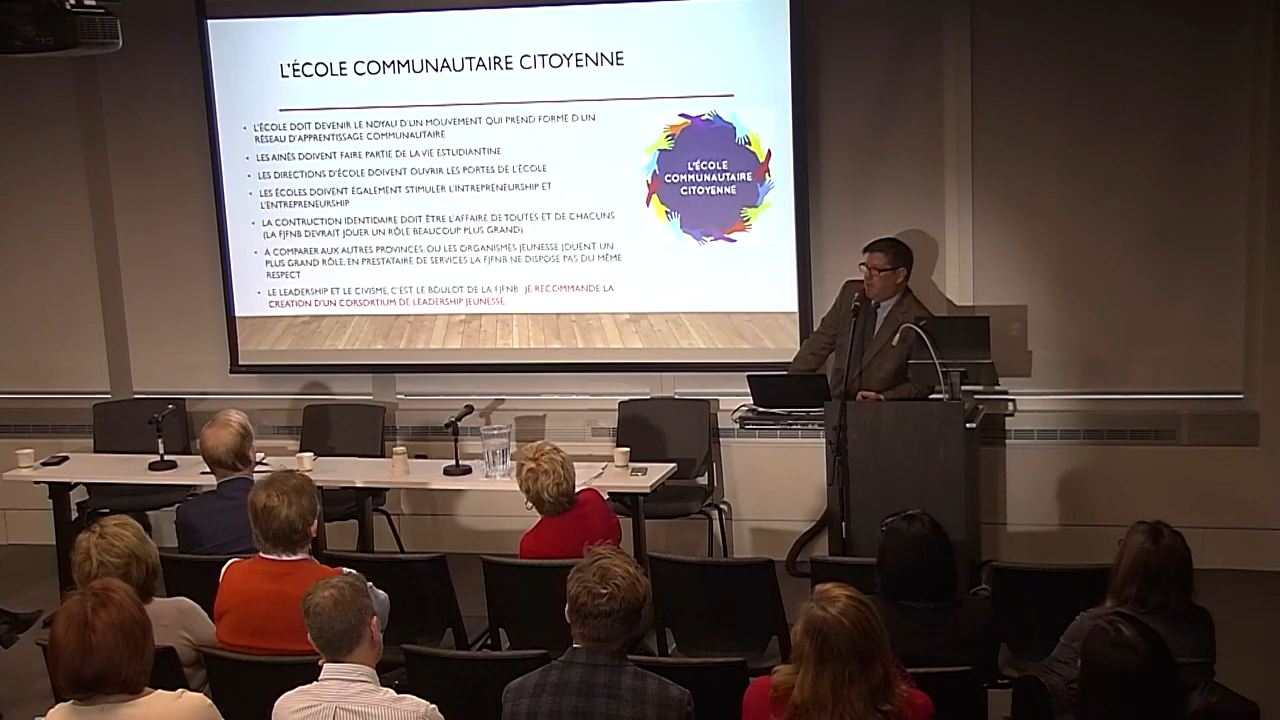 L'ÉCOLE COMMUNAUTAIRE CITOYENNE
• L'ÉCOLE DOIT DEVENIR LE NOYAU D'UN MOUVEMENT QUI PREND FORME D'UN
RÉSEAU D'APPRENTISSAGE COMMUNAUTAIRE
• LES AINÉS DOIVENT FAIRE PARTIE DE LA VIE ESTUDIANTINE
• LES DIRECTIONS D'ÉCOLE DOIVENT OUVRIR LES PORTES DE L'ÉCOLE
• LES ÉCOLES DOIVENT ÉGALEMENT STIMULER L'INTREPRENEURSHIP ET
L'ENTREPRENEURSHIP
• LA CONTRUCTION IDENTIDAIRE DOIT ÊTRE L'AFFAIRE DE TOUTES ET DE CHACUNS
(LA FJFNB DEVRAIT JOUER UN RÔLE BEAUCOUP PLUS GRAND)
• À COMPARER AUX AUTRES PROVINCES, OU LES ORGANISMES JEUNESSE JOUENT UN
PLUS GRAND RÔLE, EN PRESTATAIRE DE SERVICES LA FJFNB NE DISPOSE PAS DU MÊME
RESPECT
• LE LEADERSHIP ET LE CIVISME, C'EST LE BOULOT DE LA FJFNB. JE RECOMMANDE LA
CREATION D'UN CONSORTIUM DE LEADERSHIP JEUNESSE.
L'ÉCOLE
COMMUNAUTAIRE
CITOYENNE